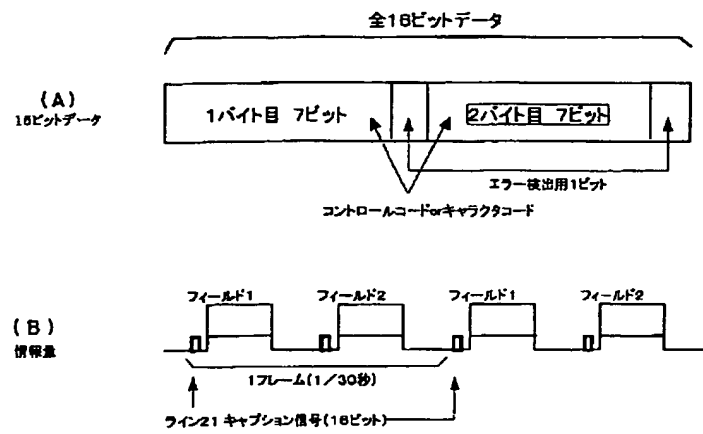 全16ビットデータ
(A)
16ビットデータ
1バイト目 7ビット
2バイト目 7ビット
エラー検出用1ビット
コントロールコードorキャラクタコード
(B)
情報量
フィールド1
フィールド2
フィールド1
フィールド2
1フレーム(1/30秒)
ライン21 キャプション信号(16ビット)